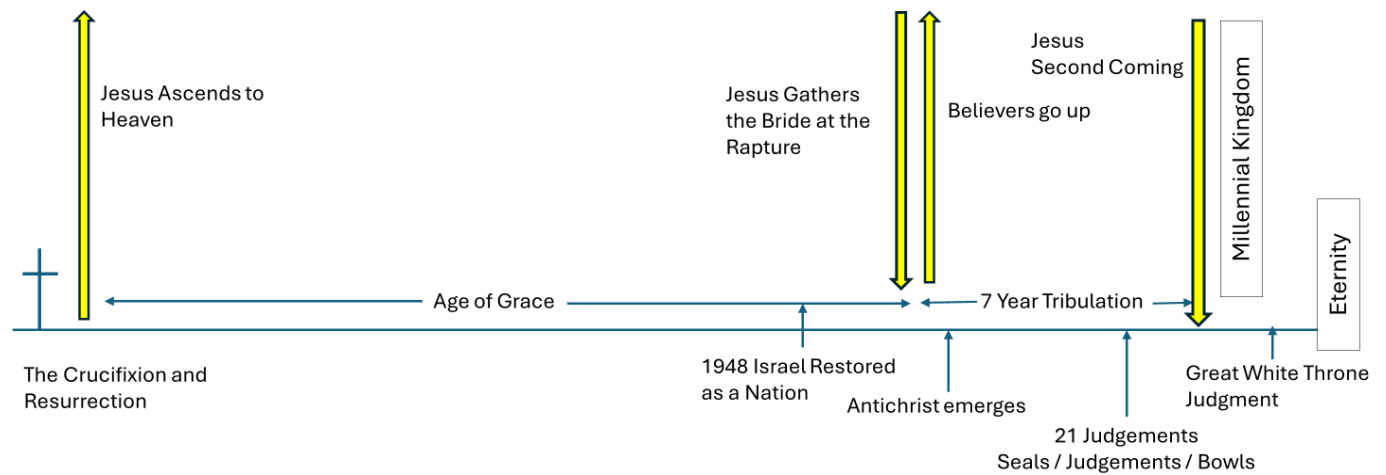 Jesus Ascends to
Heaven
Jesus Gathers
the Bride at the
Rapture
Believers go up
Jesus
Second Coming
Millennial Kingdom
Eternity
Age of Grace
7 Year Tribulation
The Crucifixion and
Resurrection
1948 Israel Restored
as a Nation
Antichrist emerges
21 Judgements
Seals / Judgements / Bowls
Great White Throne
Judgment